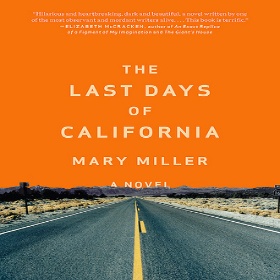 "Hilarious and heartbreaking, dark and beautiful, a novel written by one
of the most observant and insolent writers alive. . . . This book is terrific."
—ELIZABETH McCRACKEN, author of An Exact Replica
of a Figment of My Imagination and The Giant's House
THE
LAST DAYS
OF
CALIFORNIA
MARY MILLER
A NOVEL